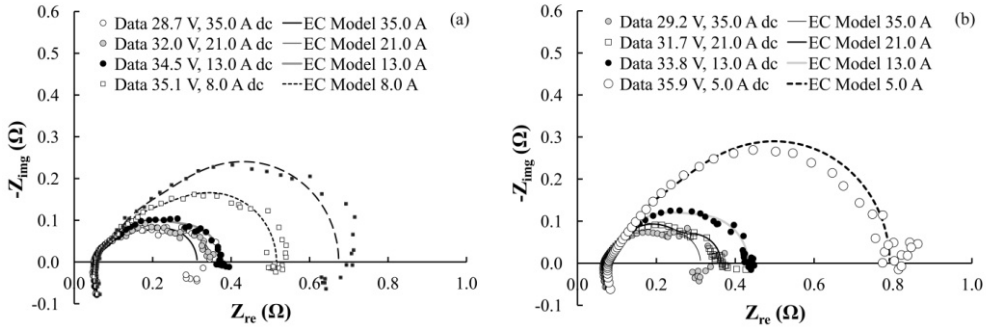 (a)
Data 28.7 V, 35.0 A dc EC Model 35.0 A
Data 32.0 V, 21.0 A dc EC Model 21.0 A
Data 34.5 V, 13.0 A dc EC Model 13.0 A
Data 35.1 V, 8.0 A dc EC Model 8.0 A
0.6
0.5
0.4
0.3
0.2
0.1
0.0
-0.1
-Zimg (Ω)
0.0 0.2 0.4 0.6 0.8 1.0
Zre (Ω)
(b)
Data 29.2 V, 35.0 A dc EC Model 35.0 A
Data 31.7 V, 21.0 A dc EC Model 21.0 A
Data 33.8 V, 13.0 A dc EC Model 13.0 A
Data 35.9 V, 5.0 A dc EC Model 5.0 A
0.6
0.5
0.4
0.3
0.2
0.1
0.0
-0.1
-Zimg (Ω)
0.0 0.2 0.4 0.6 0.8 1.0
Zre (Ω)